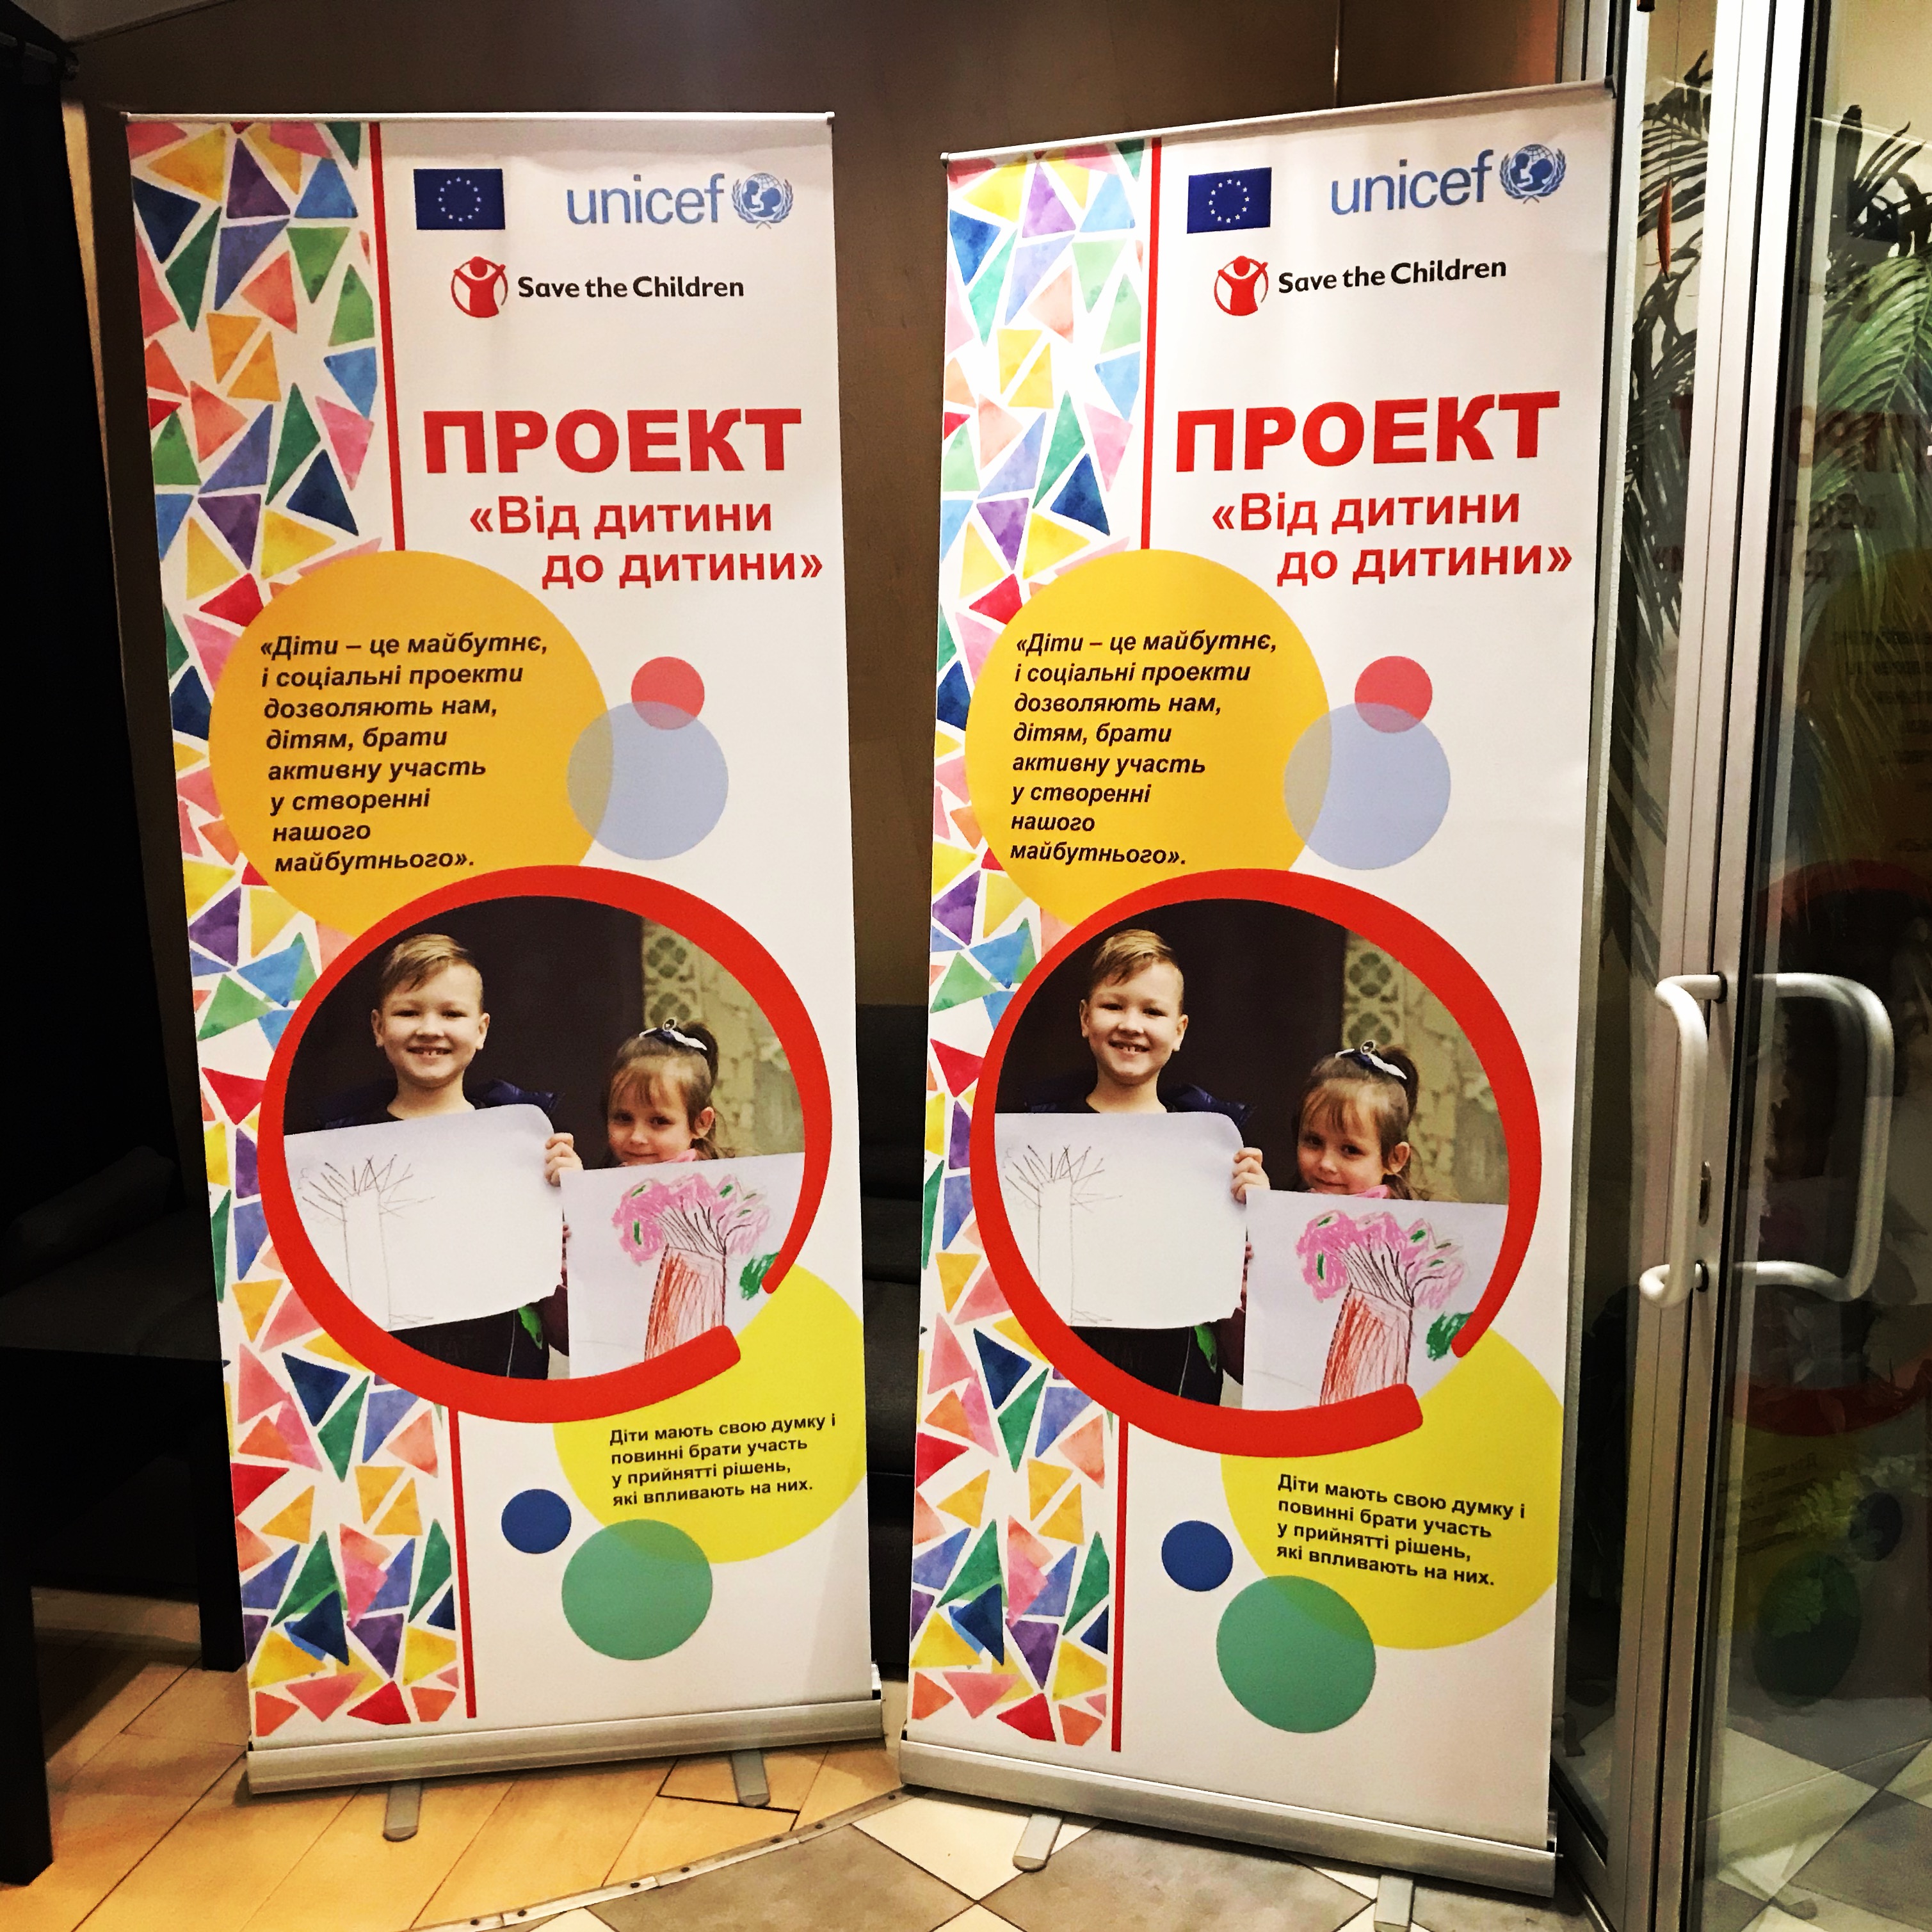 unicef
Save the Children
ПРОЕКТ
«Від дитини
до дитини»
«Діти – це майбутнє,
і соціальні проекти
дозволяють нам,
дітям, брати
активну участь
у створенні
нашого
майбутнього».
Діти мають свою думку і
повинні брати участь
у прийнятті рішень,
які впливають на них.
unicef
Save the Children
ПРОЕКТ
«Від дитини
до дитини»
«Діти – це майбутнє,
і соціальні проекти
дозволяють нам,
дітям, брати
активну участь
у створенні
нашого
майбутнього».
Діти мають свою думку і
повинні брати участь
у прийнятті рішень,
які впливають на них.